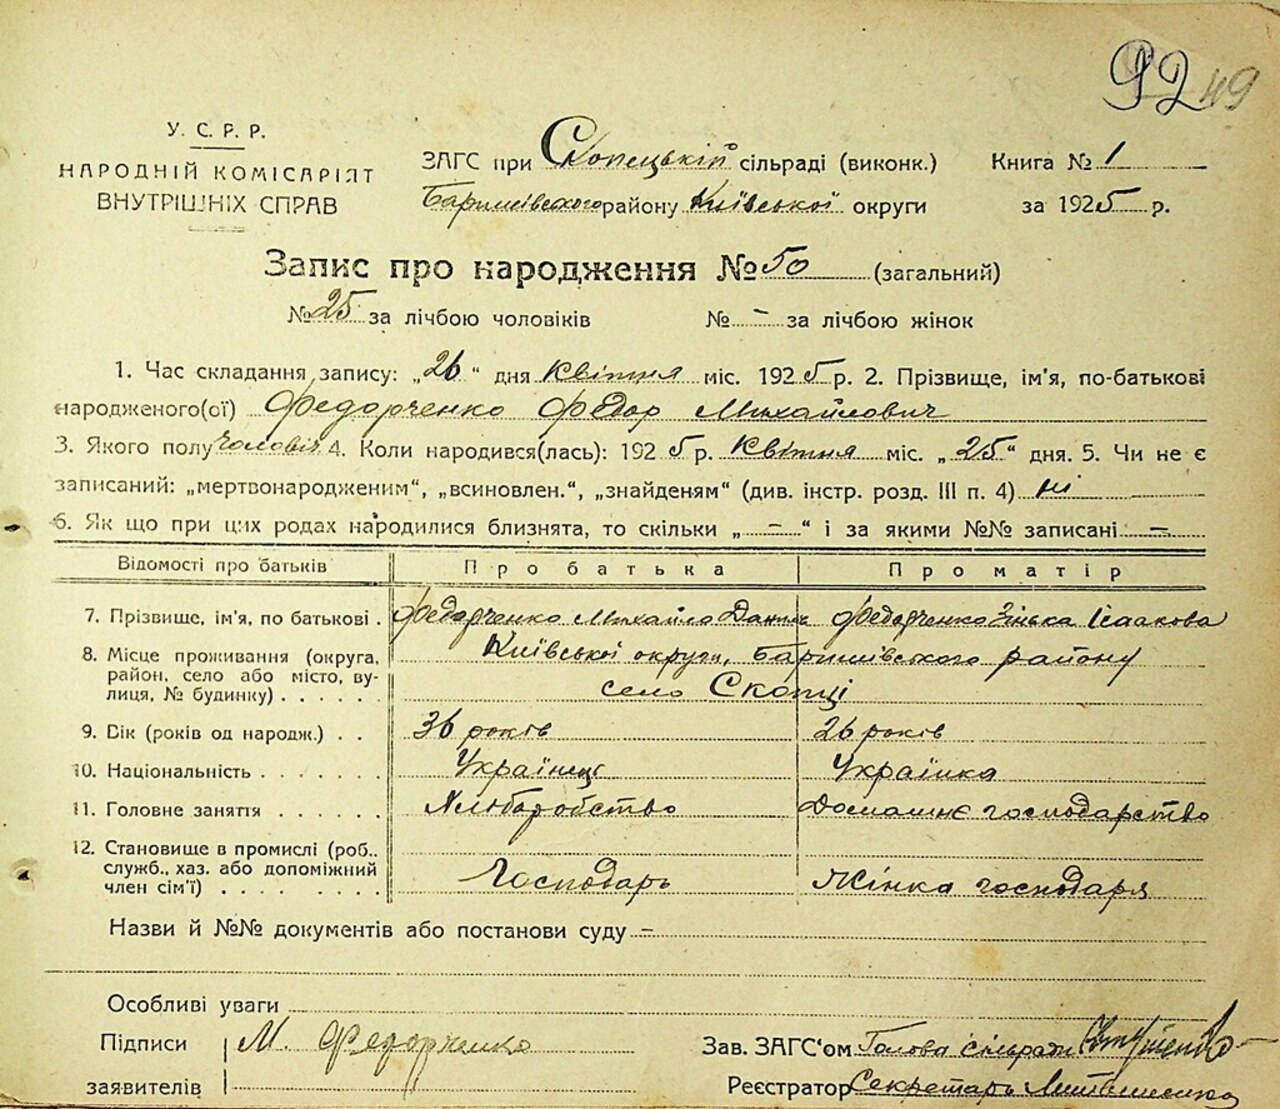 92 49
У. С. Р. Р.
НАРОДНІЙ КОМІСАРІЯТ
ВНУТРІШНІХ СПРАВ
ЗАГС при Скопецькій сільраді (виконк.) Книга № 1
Баришівського району Київської округи за 1925 р.
Запис про народження № 50 (загальний)
№ 25 за лічбою чоловіків № - за лічбою жінок
1. Час складання запису: „26“ дня квітня міс. 1925 р. 2. Прізвище, ім'я, по-батькові
народженого(ої) Федорченко Федор Михайлович
3. Якого полу чоловіч 4. Коли народився(лась): 1925 р. квітня міс. „25“ дня. 5. Чи не є
записаний: „мертвонародженим“, „всиновлен.“, „знайденям“ (див. інстр. розд. III п. 4) ні
6. Як що при цих родах народилися близнята, то скільки „-“ і за якими №№ записані -
Відомості про батьків Про батька Про матір
7. Прізвище, ім'я, по батькові . Федорченко Михайло Данил Федорченко Зінька Ісаакова
8. Місце проживання (округа, Київської округи, Баришівського району
район, село або місто, ву-
лиця, № будинку) . . . . . село Скопці
9. Вік (років од народж.) . . 36 років 26 років
10. Національність . . . . . . Українець Українка
11. Головне заняття . . . . . . Хліборобство Домашнє господарство
12. Становище в промислі (роб.,
служб., хаз. або допоміжний
член сім'ї) . . . . . . . Господарь Жінка господаря
Назви й №№ документів або постанови суду -
Особливі уваги
Підписи М. Федорченко Зав. ЗАГС'ом Голова сільради
заявителів Реєстратор Секретарь